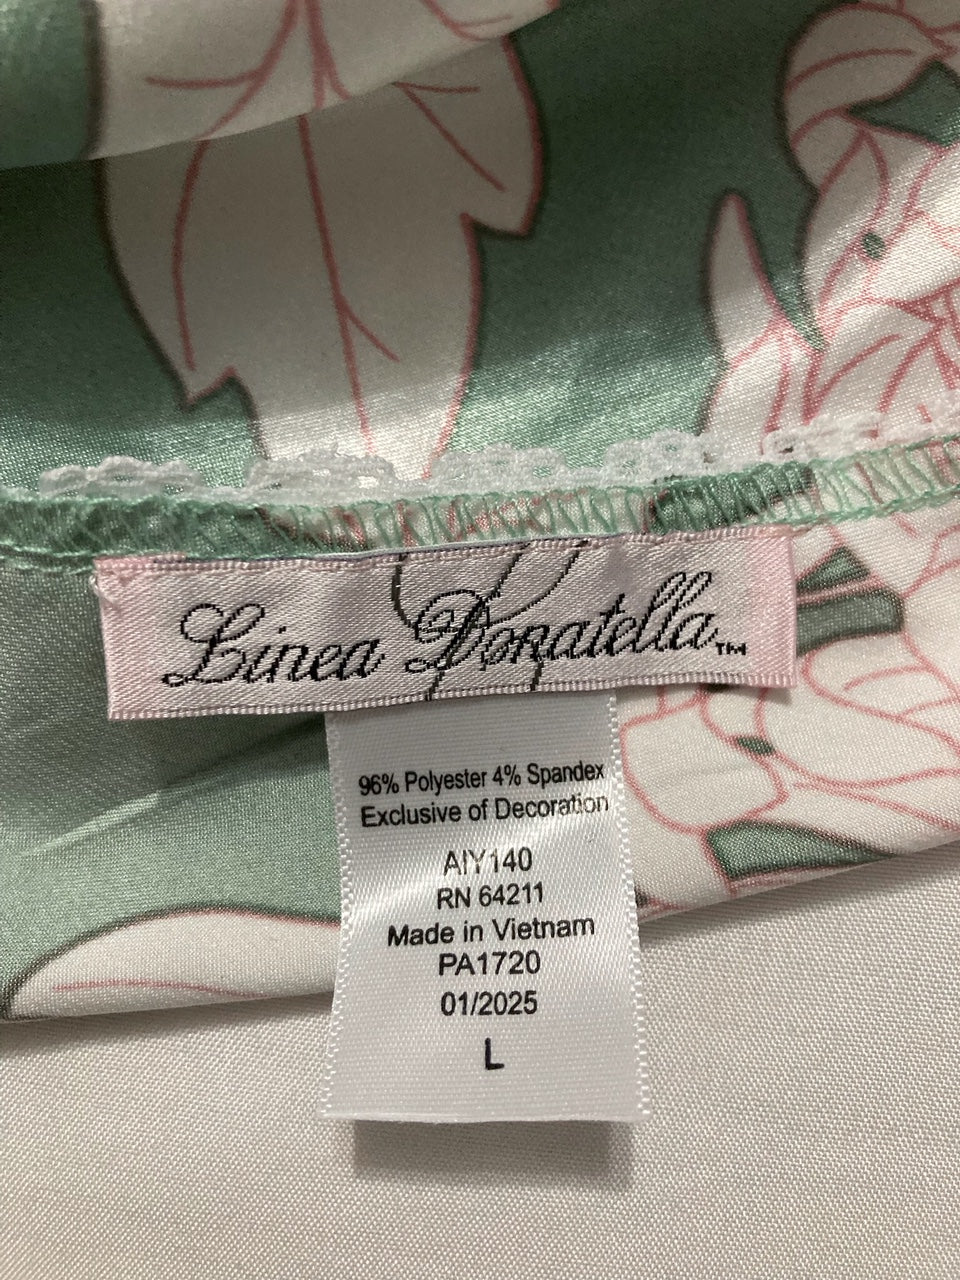 Linea Donatella™
96% Polyester 4% Spandex
Exclusive of Decoration
AIY140
RN 64211
Made in Vietnam
PA1720
01/2025
L